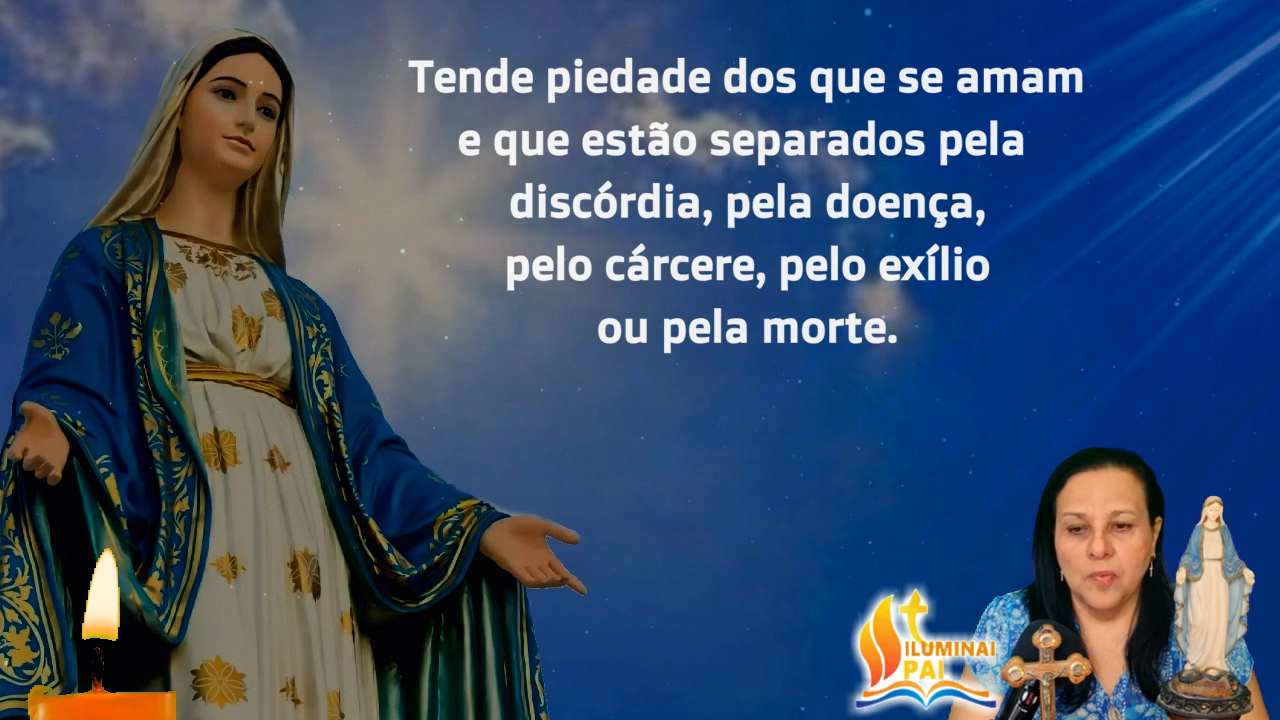 Tende piedade dos que se amam
e que estão separados pela
discórdia, pela doença,
pelo cárcere, pelo exílio
ou pela morte.
ILUMINAI
PAI